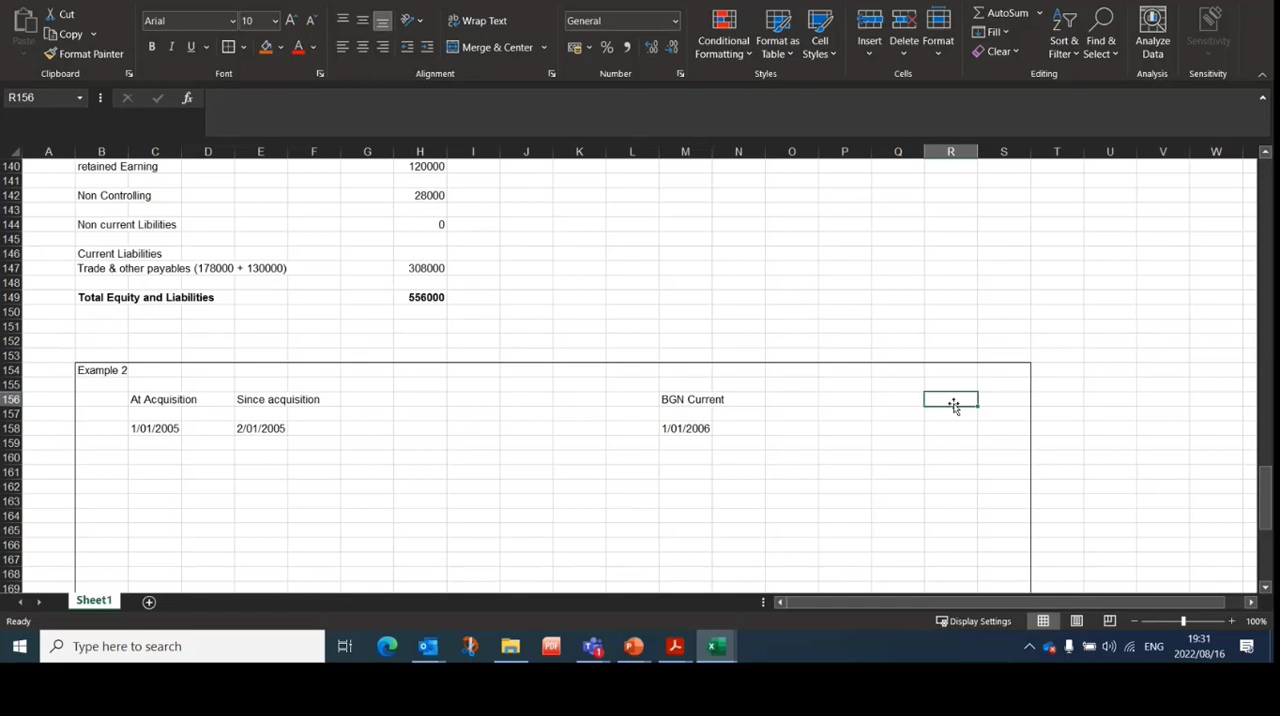 Cut
Copy
Format Painter
Paste
Clipboard
Arial
10
A A
B I U
Font
Wrap Text
Merge & Center
Alignment
General
% ,
Number
Conditional Formatting
Format as Table
Cell Styles
Styles
Insert
Delete
Format
Cells
AutoSum
Fill
Clear
Sort & Filter
Find & Select
Editing
Analyze Data
Analysis
Sensitivity
Sensitivity
R156
fx
A B C D E F G H I J K L M N O P Q R S T U V W
140 retained Earning 120000
141
142 Non Controlling 28000
143
144 Non current Libilities 0
145
146 Current Liabilities
147 Trade & other payables (178000 + 130000) 308000
148
149 Total Equity and Liabilities 556000
150
151
152
153
154 Example 2
155
156 At Acquisition Since acquisition BGN Current
157
158 1/01/2005 2/01/2005 1/01/2006
159
160
161
162
163
164
165
166
167
168
169
Sheet1
Ready
Display Settings
100%
Type here to search
PDF
ENG
19:31
2022/08/16